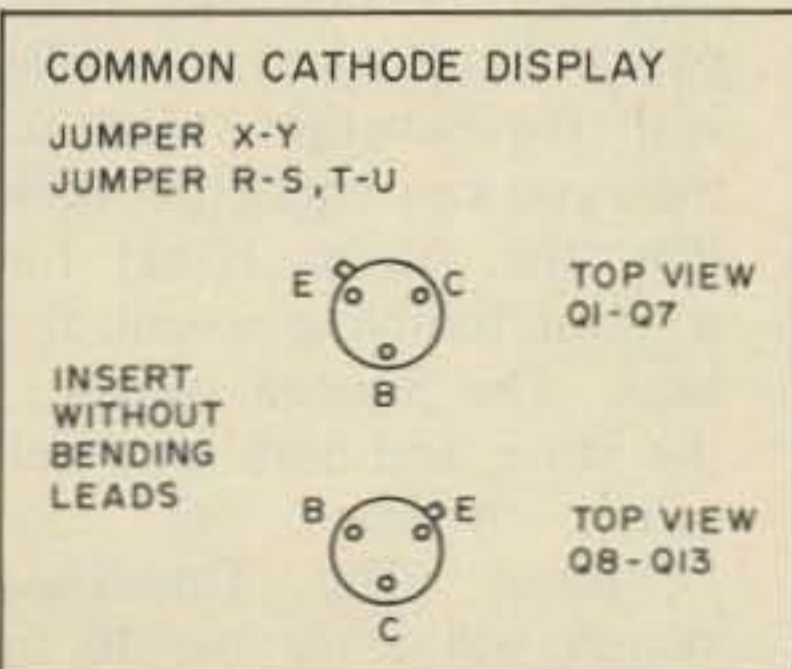 COMMON CATHODE DISPLAY
JUMPER X-Y
JUMPER R-S,T-U
E C
TOP VIEW
Q1-Q7
B
INSERT
WITHOUT
BENDING
LEADS
B E
TOP VIEW
Q8-Q13
C